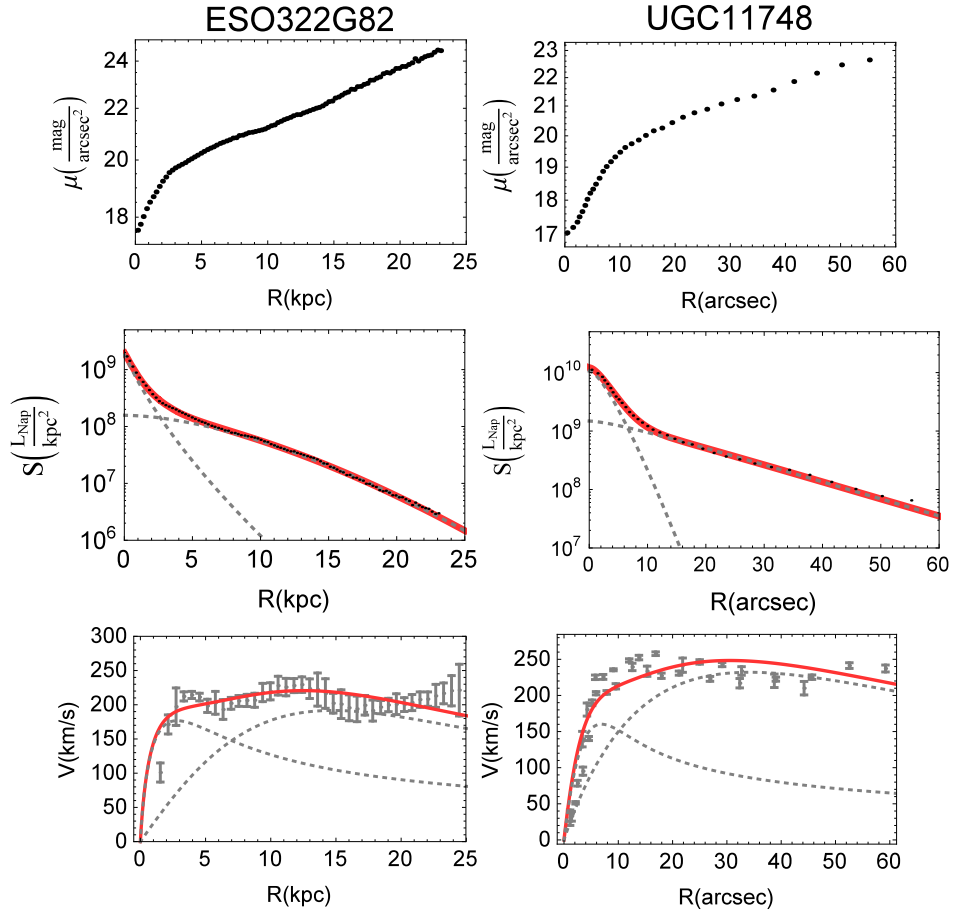 ESO322G82
UGC11748
μ(mag/arcsec²)
24
22
20
18
0 5 10 15 20 25
R(kpc)
μ(mag/arcsec²)
23
22
21
20
19
18
17
0 10 20 30 40 50 60
R(arcsec)
S(L_Nap/kpc²)
10⁹
10⁸
10⁷
10⁶
0 5 10 15 20 25
R(kpc)
S(L_Nap/kpc²)
10¹⁰
10⁹
10⁸
10⁷
0 10 20 30 40 50 60
R(arcsec)
V(km/s)
300
250
200
150
100
50
0
0 5 10 15 20 25
R(kpc)
V(km/s)
250
200
150
100
50
0
0 10 20 30 40 50 60
R(arcsec)